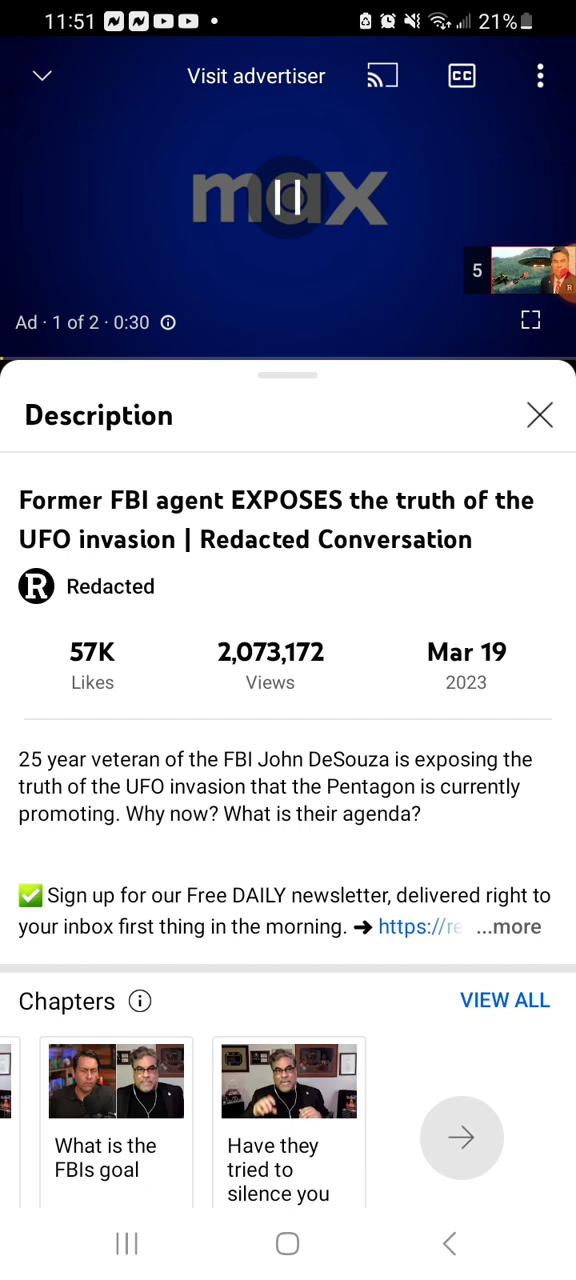 11:51
21%
Visit advertiser
CC
max
5
R
Ad · 1 of 2 · 0:30
Description
Former FBI agent EXPOSES the truth of the
UFO invasion | Redacted Conversation
R Redacted
57K 2,073,172 Mar 19
Likes Views 2023
25 year veteran of the FBI John DeSouza is exposing the
truth of the UFO invasion that the Pentagon is currently
promoting. Why now? What is their agenda?
✅ Sign up for our Free DAILY newsletter, delivered right to
your inbox first thing in the morning. ➜ https://re ...more
Chapters VIEW ALL
What is the
FBIs goal
Have they
tried to
silence you